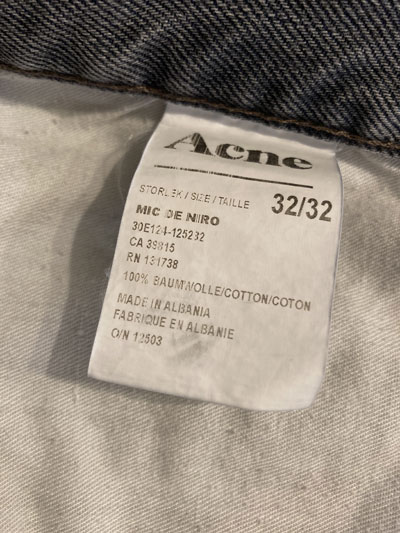 Acne
STORLEK / SIZE / TAILLE 32/32
MIC DE NIRO
30E124-125232
CA 39815
RN 131738
100% BAUMWOLLE/COTTON/COTON
MADE IN ALBANIA
FABRIQUE EN ALBANIE
O/N 12503